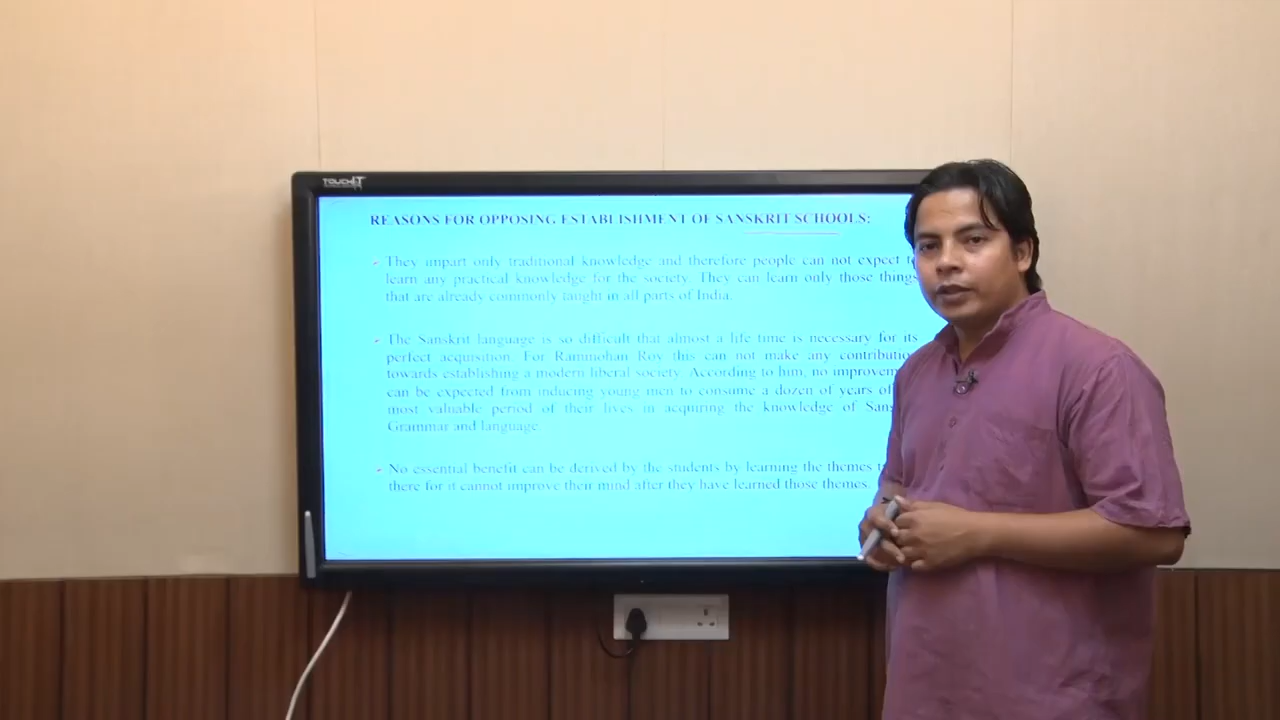 TOUCHIT
REASONS FOR OPPOSING ESTABLISHMENT OF SANSKRIT SCHOOLS:
They impart only traditional knowledge and therefore people can not expect
learn any practical knowledge for the society. They can learn only those things
that are already commonly taught in all parts of India.
The Sanskrit language is so difficult that almost a life time is necessary for its
perfect acquisition. For Rammohan Roy this can not make any contribution
towards establishing a modern liberal society. According to him, no
can be expected from inducing young men to consume a dozen of years of
most valuable period of their lives in acquiring the knowledge of
Grammar and language.
No essential benefit can be derived by the students by learning the themes
there for it cannot improve their mind after they have learned those themes.